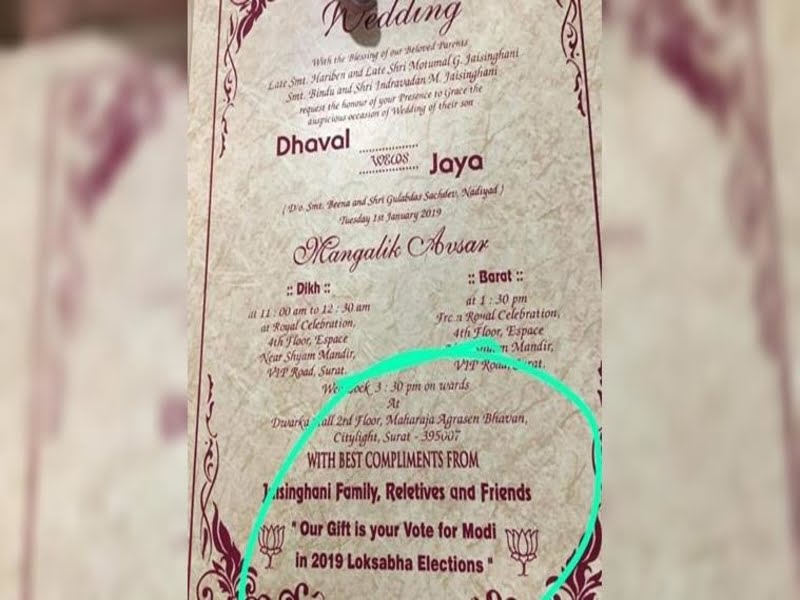 Wedding
With the Blessing of our Beloved Parents
Late Smt. Hariben and Late Shri Motumal G. Jaisinghani
Smt. Bindu and Shri Indravadan M. Jaisinghani
request the honour of your Presence to Grace the
auspicious occasion of Wedding of their son
Dhaval
Weds
Jaya
( D/o. Smt. Beena and Shri Gulabdas Sachdev, Nadiyad )
Tuesday 1st January 2019
Mangalik Avsar
:: Dikh ::
at 11 : 00 am to 12 : 30 am
at Royal Celebration,
4th Floor, Espace
Near Shyam Mandir,
VIP Road, Surat.
:: Barat ::
at 1 : 30 pm
From Royal Celebration,
4th Floor, Espace
Shyam Mandir,
VIP Road, Surat.
3 : 30 pm on wards
At
Dwarka Hall 2nd Floor, Maharaja Agrasen Bhavan,
Citylight, Surat - 395007
WITH BEST COMPLIMENTS FROM
Jaisinghani Family, Reletives and Friends
" Our Gift is your Vote for Modi
in 2019 Loksabha Elections "